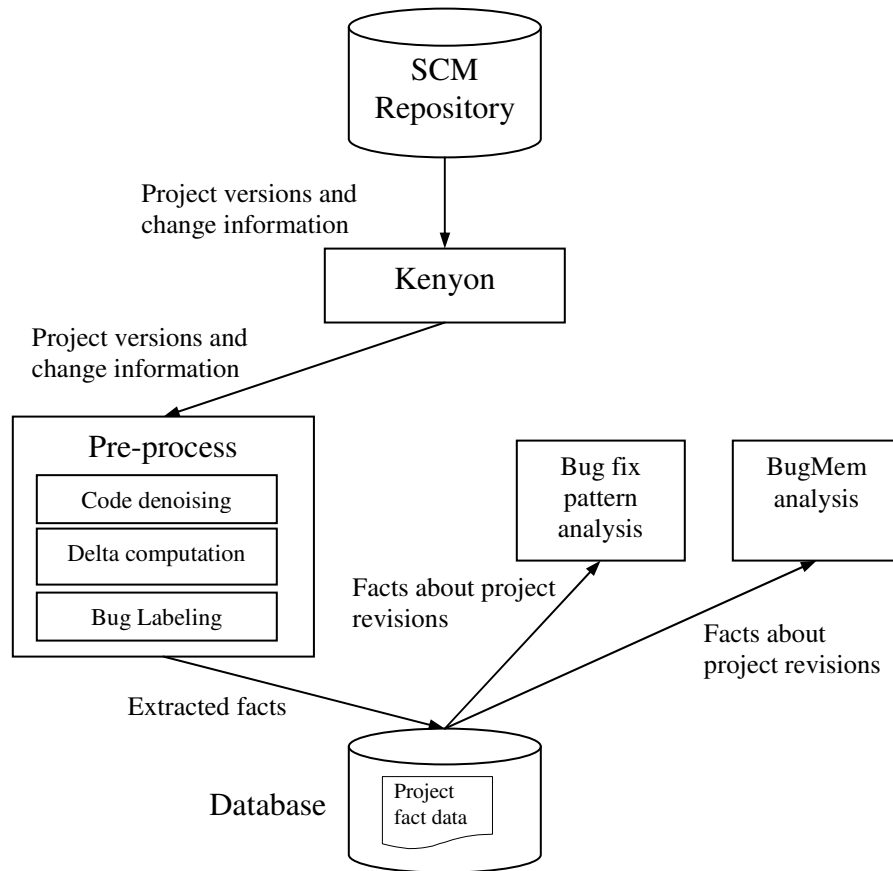 SCM
Repository
Project versions and
change information
Kenyon
Project versions and
change information
Pre-process
Code denoising
Delta computation
Bug Labeling
Bug fix
pattern
analysis
BugMem
analysis
Facts about project
revisions
Facts about
project revisions
Extracted facts
Database
Project
fact data